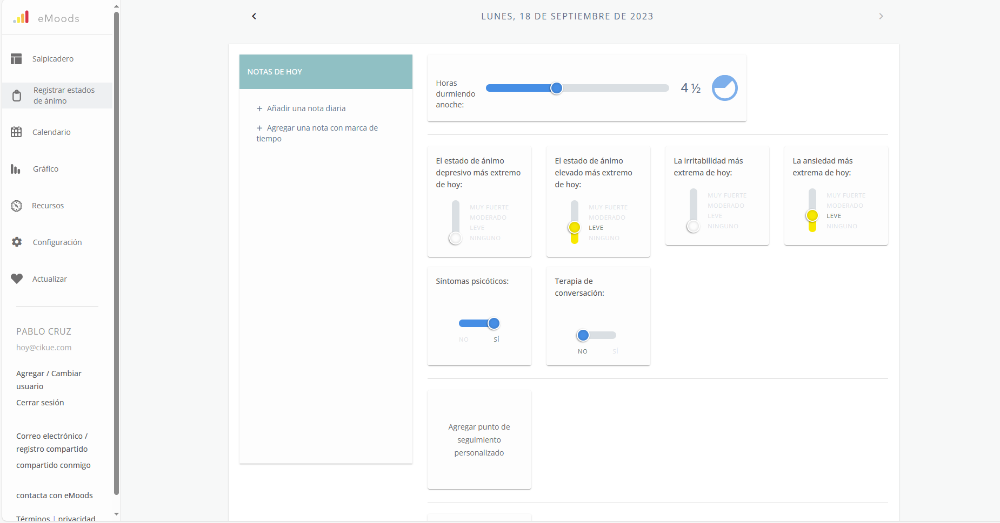 eMoods
Salpicadero
Registrar estados
de ánimo
Calendario
Gráfico
Recursos
Configuración
Actualizar
PABLO CRUZ
hoy@cikue.com
Agregar / Cambiar
usuario
Cerrar sesión
Correo electrónico /
registro compartido
compartido conmigo
contacta con eMoods
Términos | privacidad
LUNES, 18 DE SEPTIEMBRE DE 2023
NOTAS DE HOY
+ Añadir una nota diaria
+ Agregar una nota con marca de
tiempo
Horas
durmiendo
anoche:
4 ½
El estado de ánimo
depresivo más extremo
de hoy:
MUY FUERTE
MODERADO
LEVE
NINGUNO
El estado de ánimo
elevado más extremo
de hoy:
MUY FUERTE
MODERADO
LEVE
NINGUNO
La irritabilidad más
extrema de hoy:
MUY FUERTE
MODERADO
LEVE
NINGUNO
La ansiedad más
extrema de hoy:
MUY FUERTE
MODERADO
LEVE
NINGUNO
Síntomas psicóticos:
NO SÍ
Terapia de
conversación:
NO SÍ
Agregar punto de
seguimiento
personalizado